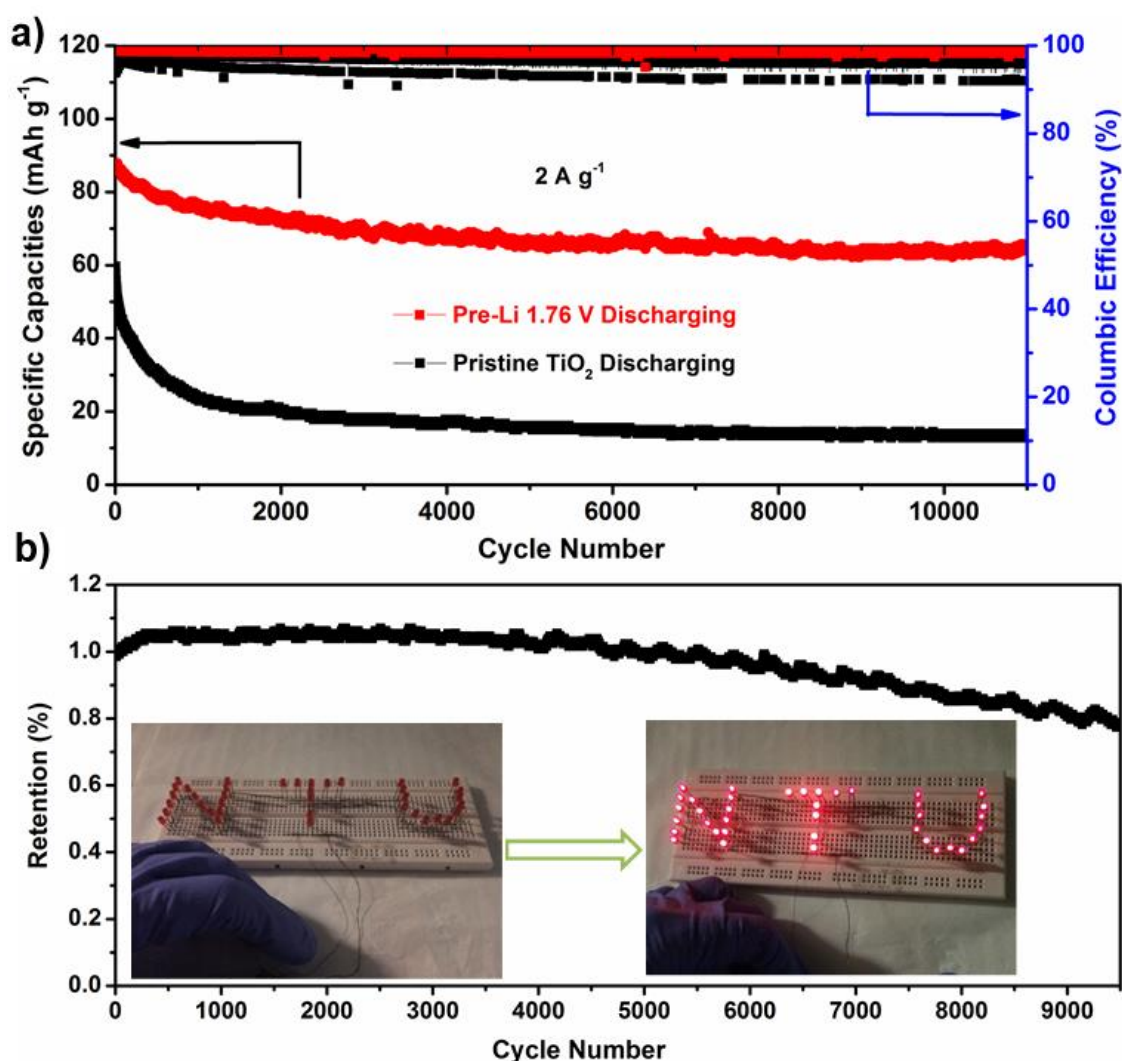 a)
120
100
80
60
40
20
0
Specific Capacities (mAh g⁻¹)
100
80
60
40
20
0
Columbic Efficiency (%)
2 A g⁻¹
Pre-Li 1.76 V Discharging
Pristine TiO₂ Discharging
0 2000 4000 6000 8000 10000
Cycle Number
b)
1.2
1.0
0.8
0.6
0.4
0.2
0.0
Retention (%)
NTU
NTU
0 1000 2000 3000 4000 5000 6000 7000 8000 9000
Cycle Number